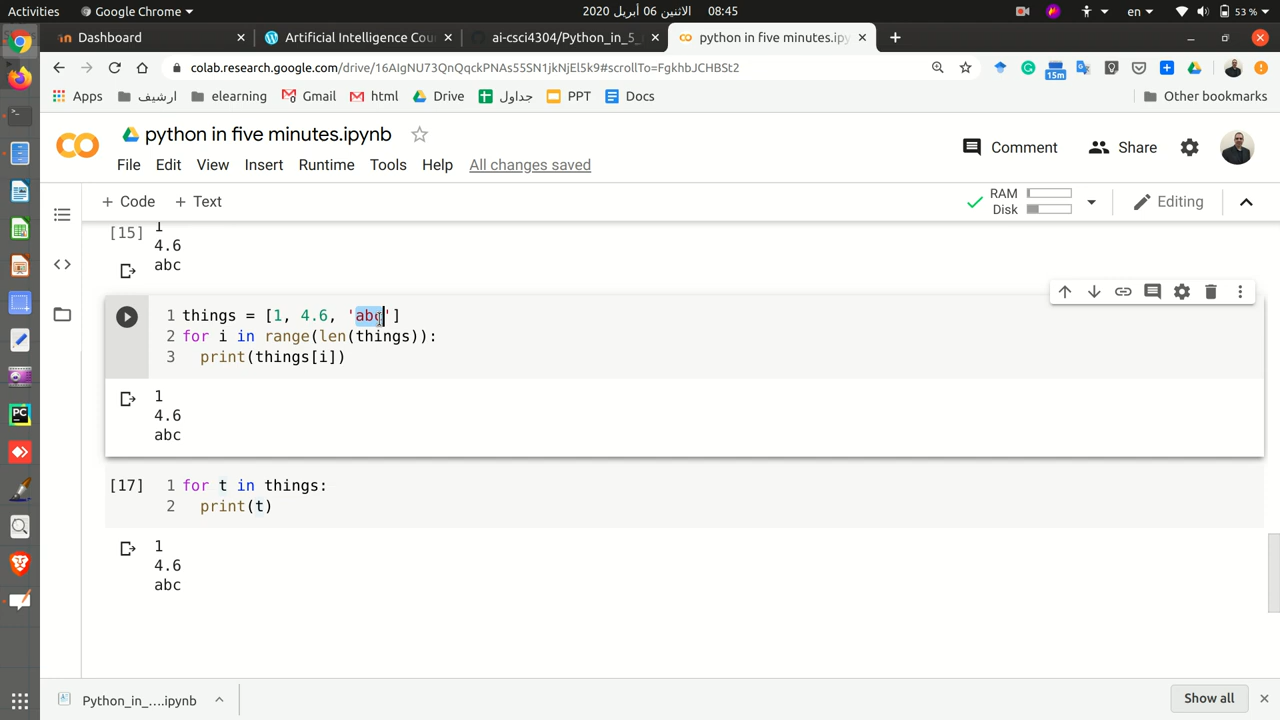 Activities Google Chrome الاثنين 06 أبريل 2020 08:45 en 53 %
Dashboard Artificial Intelligence Cou ai-csci4304/Python_in_5_ python in five minutes.ipy
colab.research.google.com/drive/16AIgNU73QnQqckPNAs55SN1jkNjEl5k9#scrollTo=FgkhbJCHBSt2 15m
Apps ارشيف elearning Gmail html Drive جداول PPT Docs Other bookmarks
python in five minutes.ipynb
Comment Share
File Edit View Insert Runtime Tools Help All changes saved
+ Code + Text RAM Disk Editing
[15] 1
4.6
abc
1 things = [1, 4.6, 'abc']
2 for i in range(len(things)):
3 print(things[i])
1
4.6
abc
[17] 1 for t in things:
2 print(t)
1
4.6
abc
PC
Python_in_....ipynb Show all